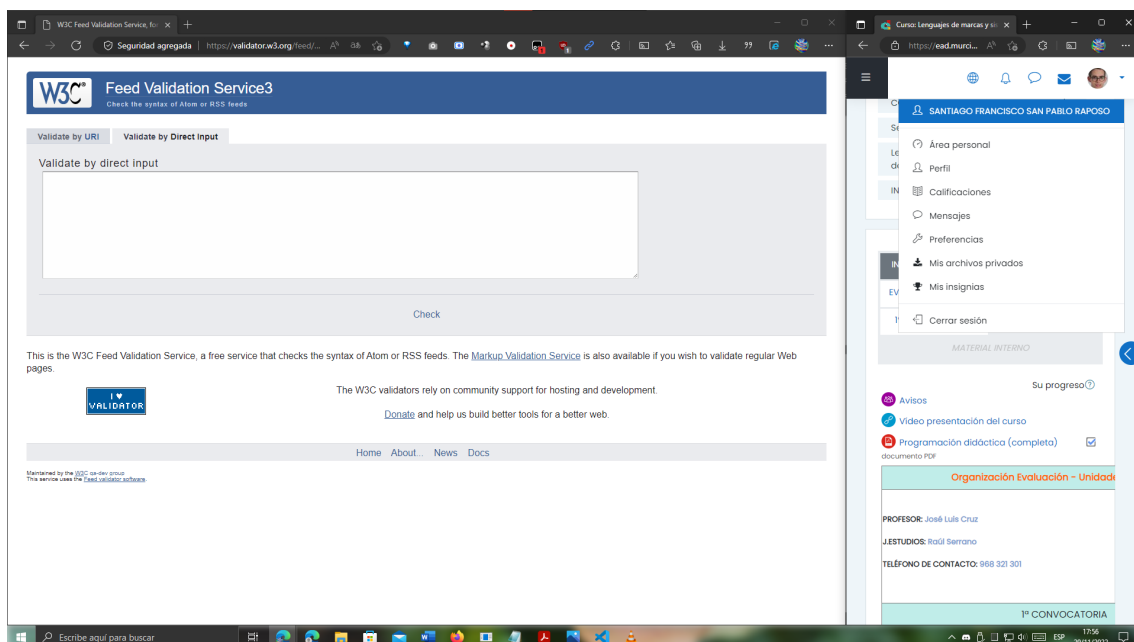 W3C Feed Validation Service, for
Seguridad agregada
https://validator.w3.org/feed/...
W3C®
Feed Validation Service3
Check the syntax of Atom or RSS feeds
Validate by URI
Validate by Direct Input
Validate by direct input
Check
This is the W3C Feed Validation Service, a free service that checks the syntax of Atom or RSS feeds. The Markup Validation Service is also available if you wish to validate regular Web
pages.
I ♥
VALIDATOR
The W3C validators rely on community support for hosting and development.
Donate and help us build better tools for a better web.
Home About... News Docs
Maintained by the W3C qa-dev group.
This service uses the Feed validator software.
Curso: Lenguajes de marcas y sis
https://ead.murci...
SANTIAGO FRANCISCO SAN PABLO RAPOSO
Área personal
Perfil
Calificaciones
Mensajes
Preferencias
Mis archivos privados
Mis insignias
Cerrar sesión
MATERIAL INTERNO
Su progreso
Avisos
Video presentación del curso
Programación didáctica (completa)
documento PDF
Organización Evaluación - Unidade
PROFESOR: José Luis Cruz
J.ESTUDIOS: Raúl Serrano
TELÉFONO DE CONTACTO: 968 321 301
1ª CONVOCATORIA
Escribe aquí para buscar
ESP
17:56